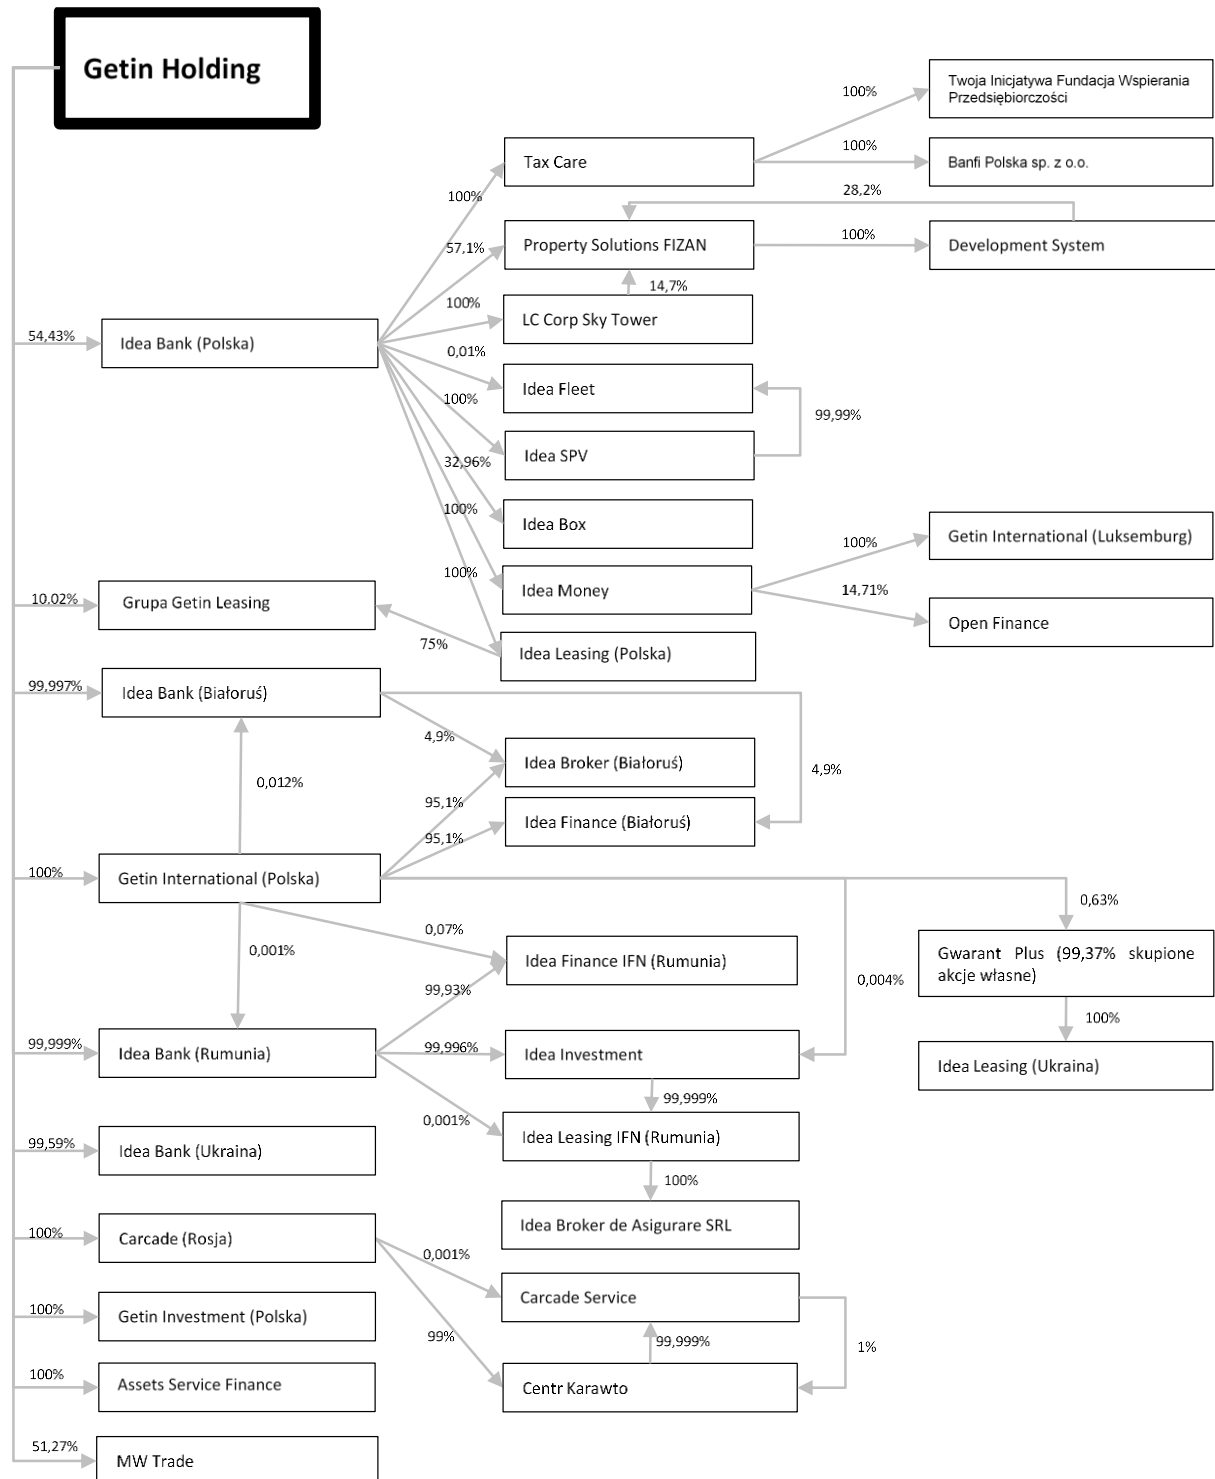 Getin Holding
Twoja Inicjatywa Fundacja Wspierania
Przedsiębiorczości
100%
Tax Care
100%
Banfi Polska sp. z o.o.
28,2%
100%
57,1%
Property Solutions FIZAN
100%
Development System
14,7%
100%
LC Corp Sky Tower
54,43%
Idea Bank (Polska)
0,01%
Idea Fleet
100%
99,99%
Idea SPV
32,96%
Idea Box
100%
100%
Getin International (Luksemburg)
100%
Idea Money
14,71%
Open Finance
10.02%
Grupa Getin Leasing
75%
Idea Leasing (Polska)
99,997%
Idea Bank (Białoruś)
4,9%
Idea Broker (Białoruś)
4,9%
0,012%
95,1%
Idea Finance (Białoruś)
95,1%
100%
Getin International (Polska)
0,63%
0,07%
0,001%
Idea Finance IFN (Rumunia)
Gwarant Plus (99,37% skupione
akcje własne)
0,004%
99,93%
100%
99,999%
Idea Bank (Rumunia)
99,996%
Idea Investment
Idea Leasing (Ukraina)
99,999%
0,001%
Idea Leasing IFN (Rumunia)
99,59%
Idea Bank (Ukraina)
100%
Idea Broker de Asigurare SRL
100%
Carcade (Rosja)
0,001%
Carcade Service
100%
Getin Investment (Polska)
99%
99,999%
1%
100%
Assets Service Finance
Centr Karawto
51,27%
MW Trade